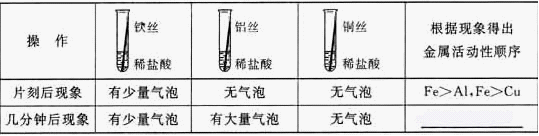 操 作 铁丝 稀盐酸 铝丝 稀盐酸 铜丝 稀盐酸 根据现象得出
金属活动性顺序
片刻后现象 有少量气泡 无气泡 无气泡 Fe>Al,Fe>Cu
几分钟后现象 有少量气泡 有大量气泡 无气泡